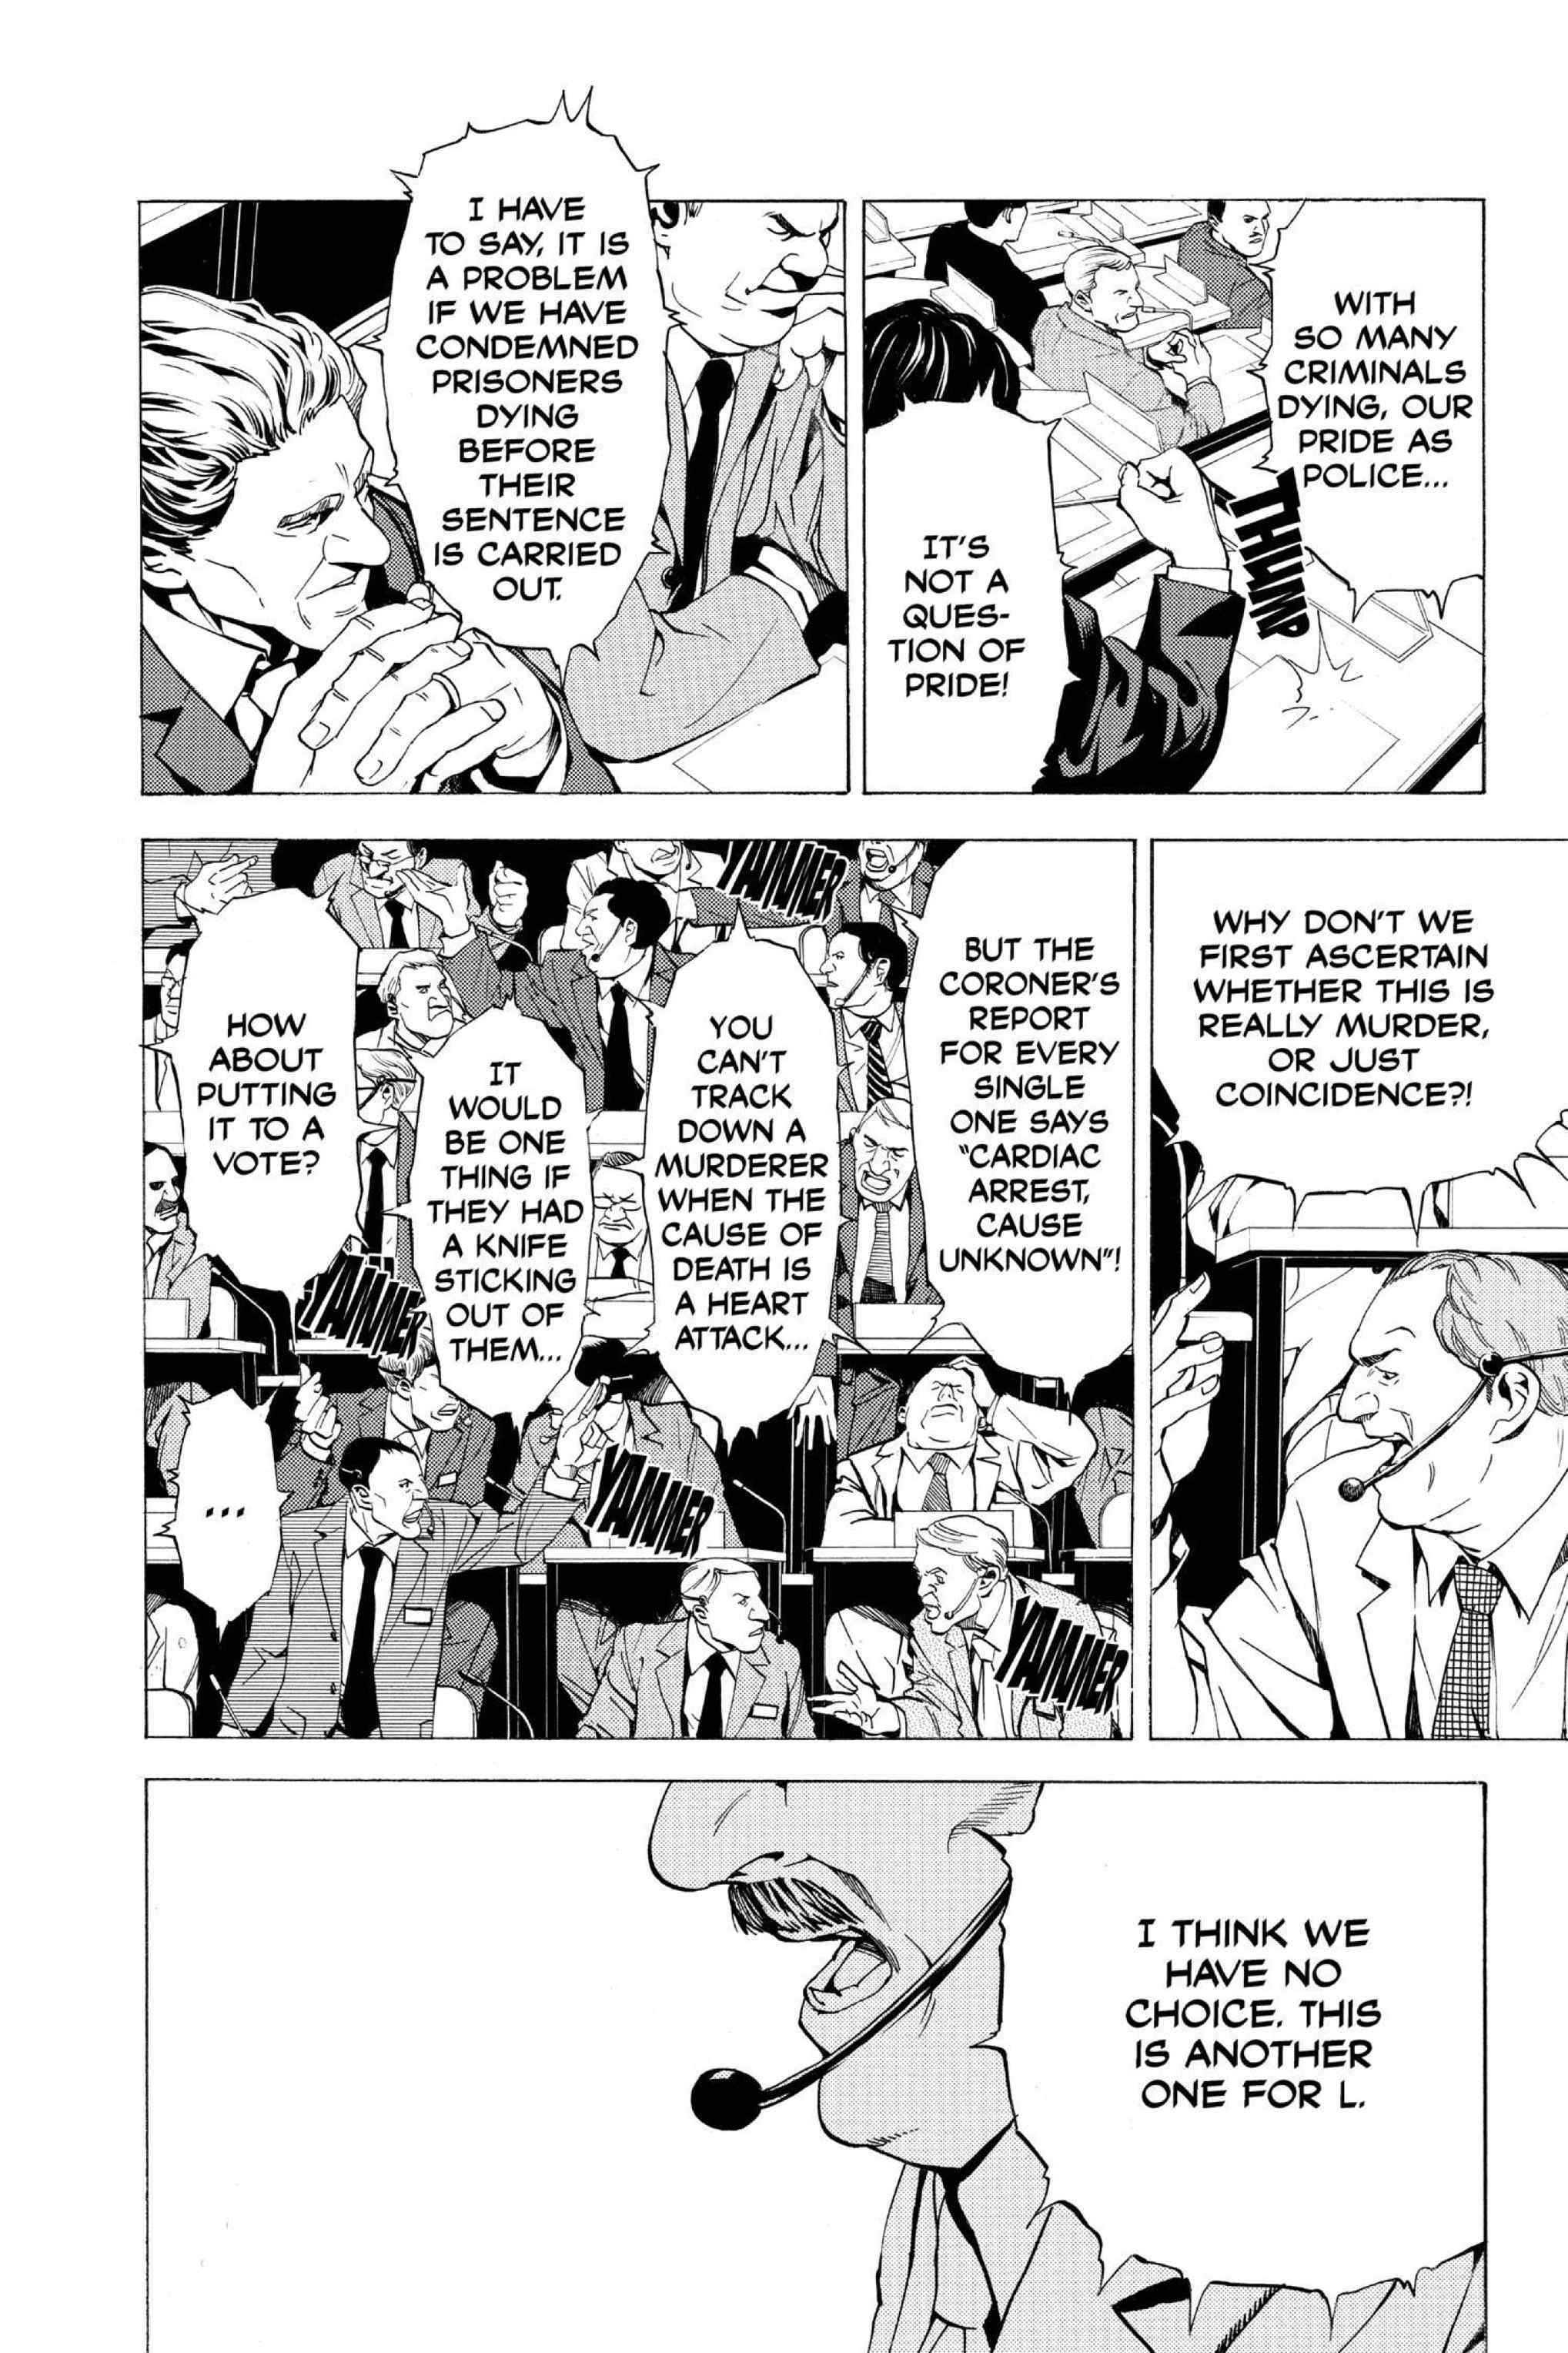 WITH
SO MANY
CRIMINALS
DYING, OUR
PRIDE AS
POLICE...
THUMP
IT'S
NOT A
QUES-
TION OF
PRIDE!
I HAVE
TO SAY, IT IS
A PROBLEM
IF WE HAVE
CONDEMNED
PRISONERS
DYING
BEFORE
THEIR
SENTENCE
IS CARRIED
OUT.
WHY DON'T WE
FIRST ASCERTAIN
WHETHER THIS IS
REALLY MURDER,
OR JUST
COINCIDENCE?!
BUT THE
CORONER'S
REPORT
FOR EVERY
SINGLE
ONE SAYS
"CARDIAC
ARREST,
CAUSE
UNKNOWN"!
YAMMER
YOU
CAN'T
TRACK
DOWN A
MURDERER
WHEN THE
CAUSE OF
DEATH IS
A HEART
ATTACK...
IT
WOULD
BE ONE
THING IF
THEY HAD
A KNIFE
STICKING
OUT OF
THEM...
HOW
ABOUT
PUTTING
IT TO A
VOTE?
YAMMER
YAMMER
YAMMER
...
I THINK WE
HAVE NO
CHOICE. THIS
IS ANOTHER
ONE FOR L.